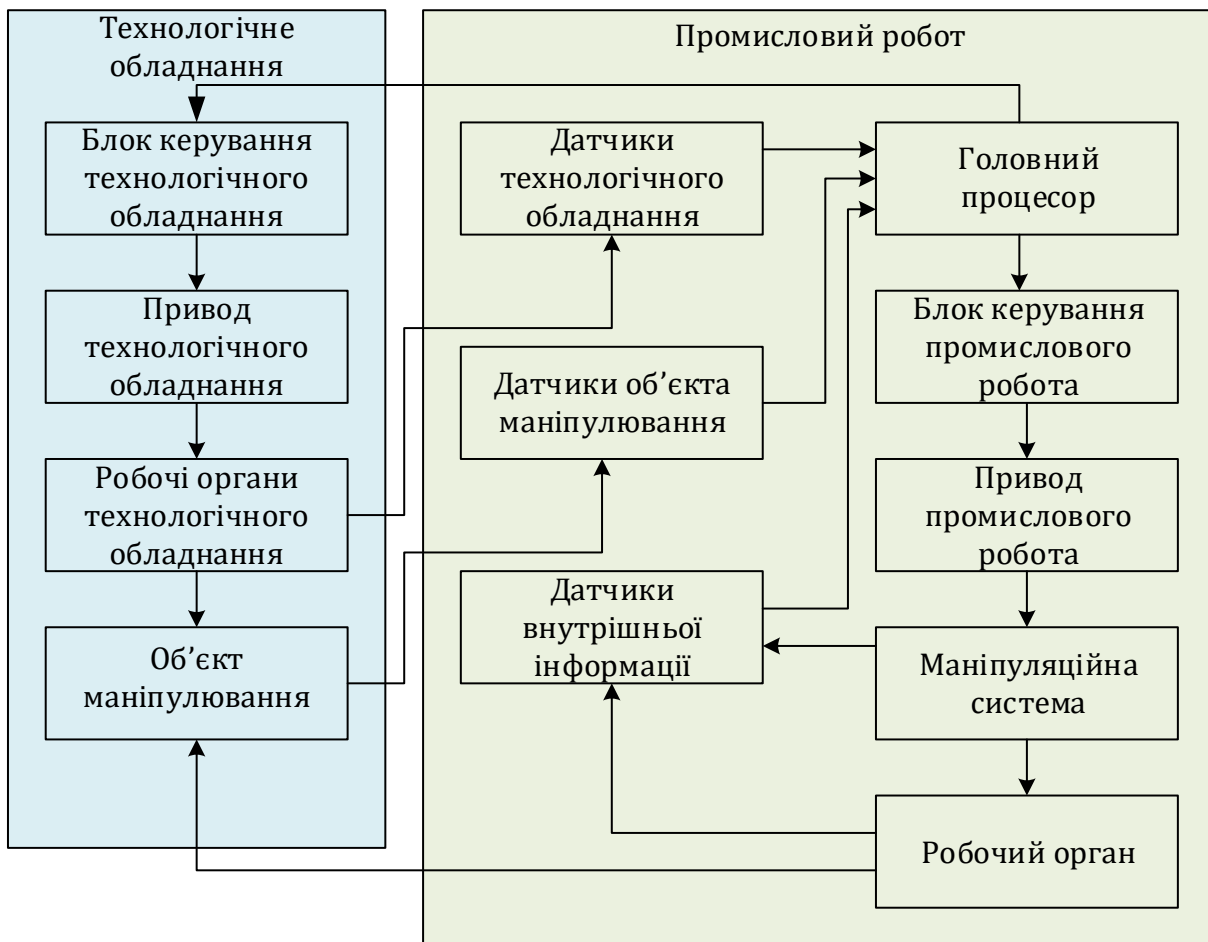 Технологічне
обладнання
Блок керування
технологічного
обладнання
Привод
технологічного
обладнання
Робочі органи
технологічного
обладнання
Об’єкт
маніпулювання
Промисловий робот
Датчики
технологічного
обладнання
Датчики об’єкта
маніпулювання
Датчики
внутрішньої
інформації
Головний
процесор
Блок керування
промислового
робота
Привод
промислового
робота
Маніпуляційна
система
Робочий орган